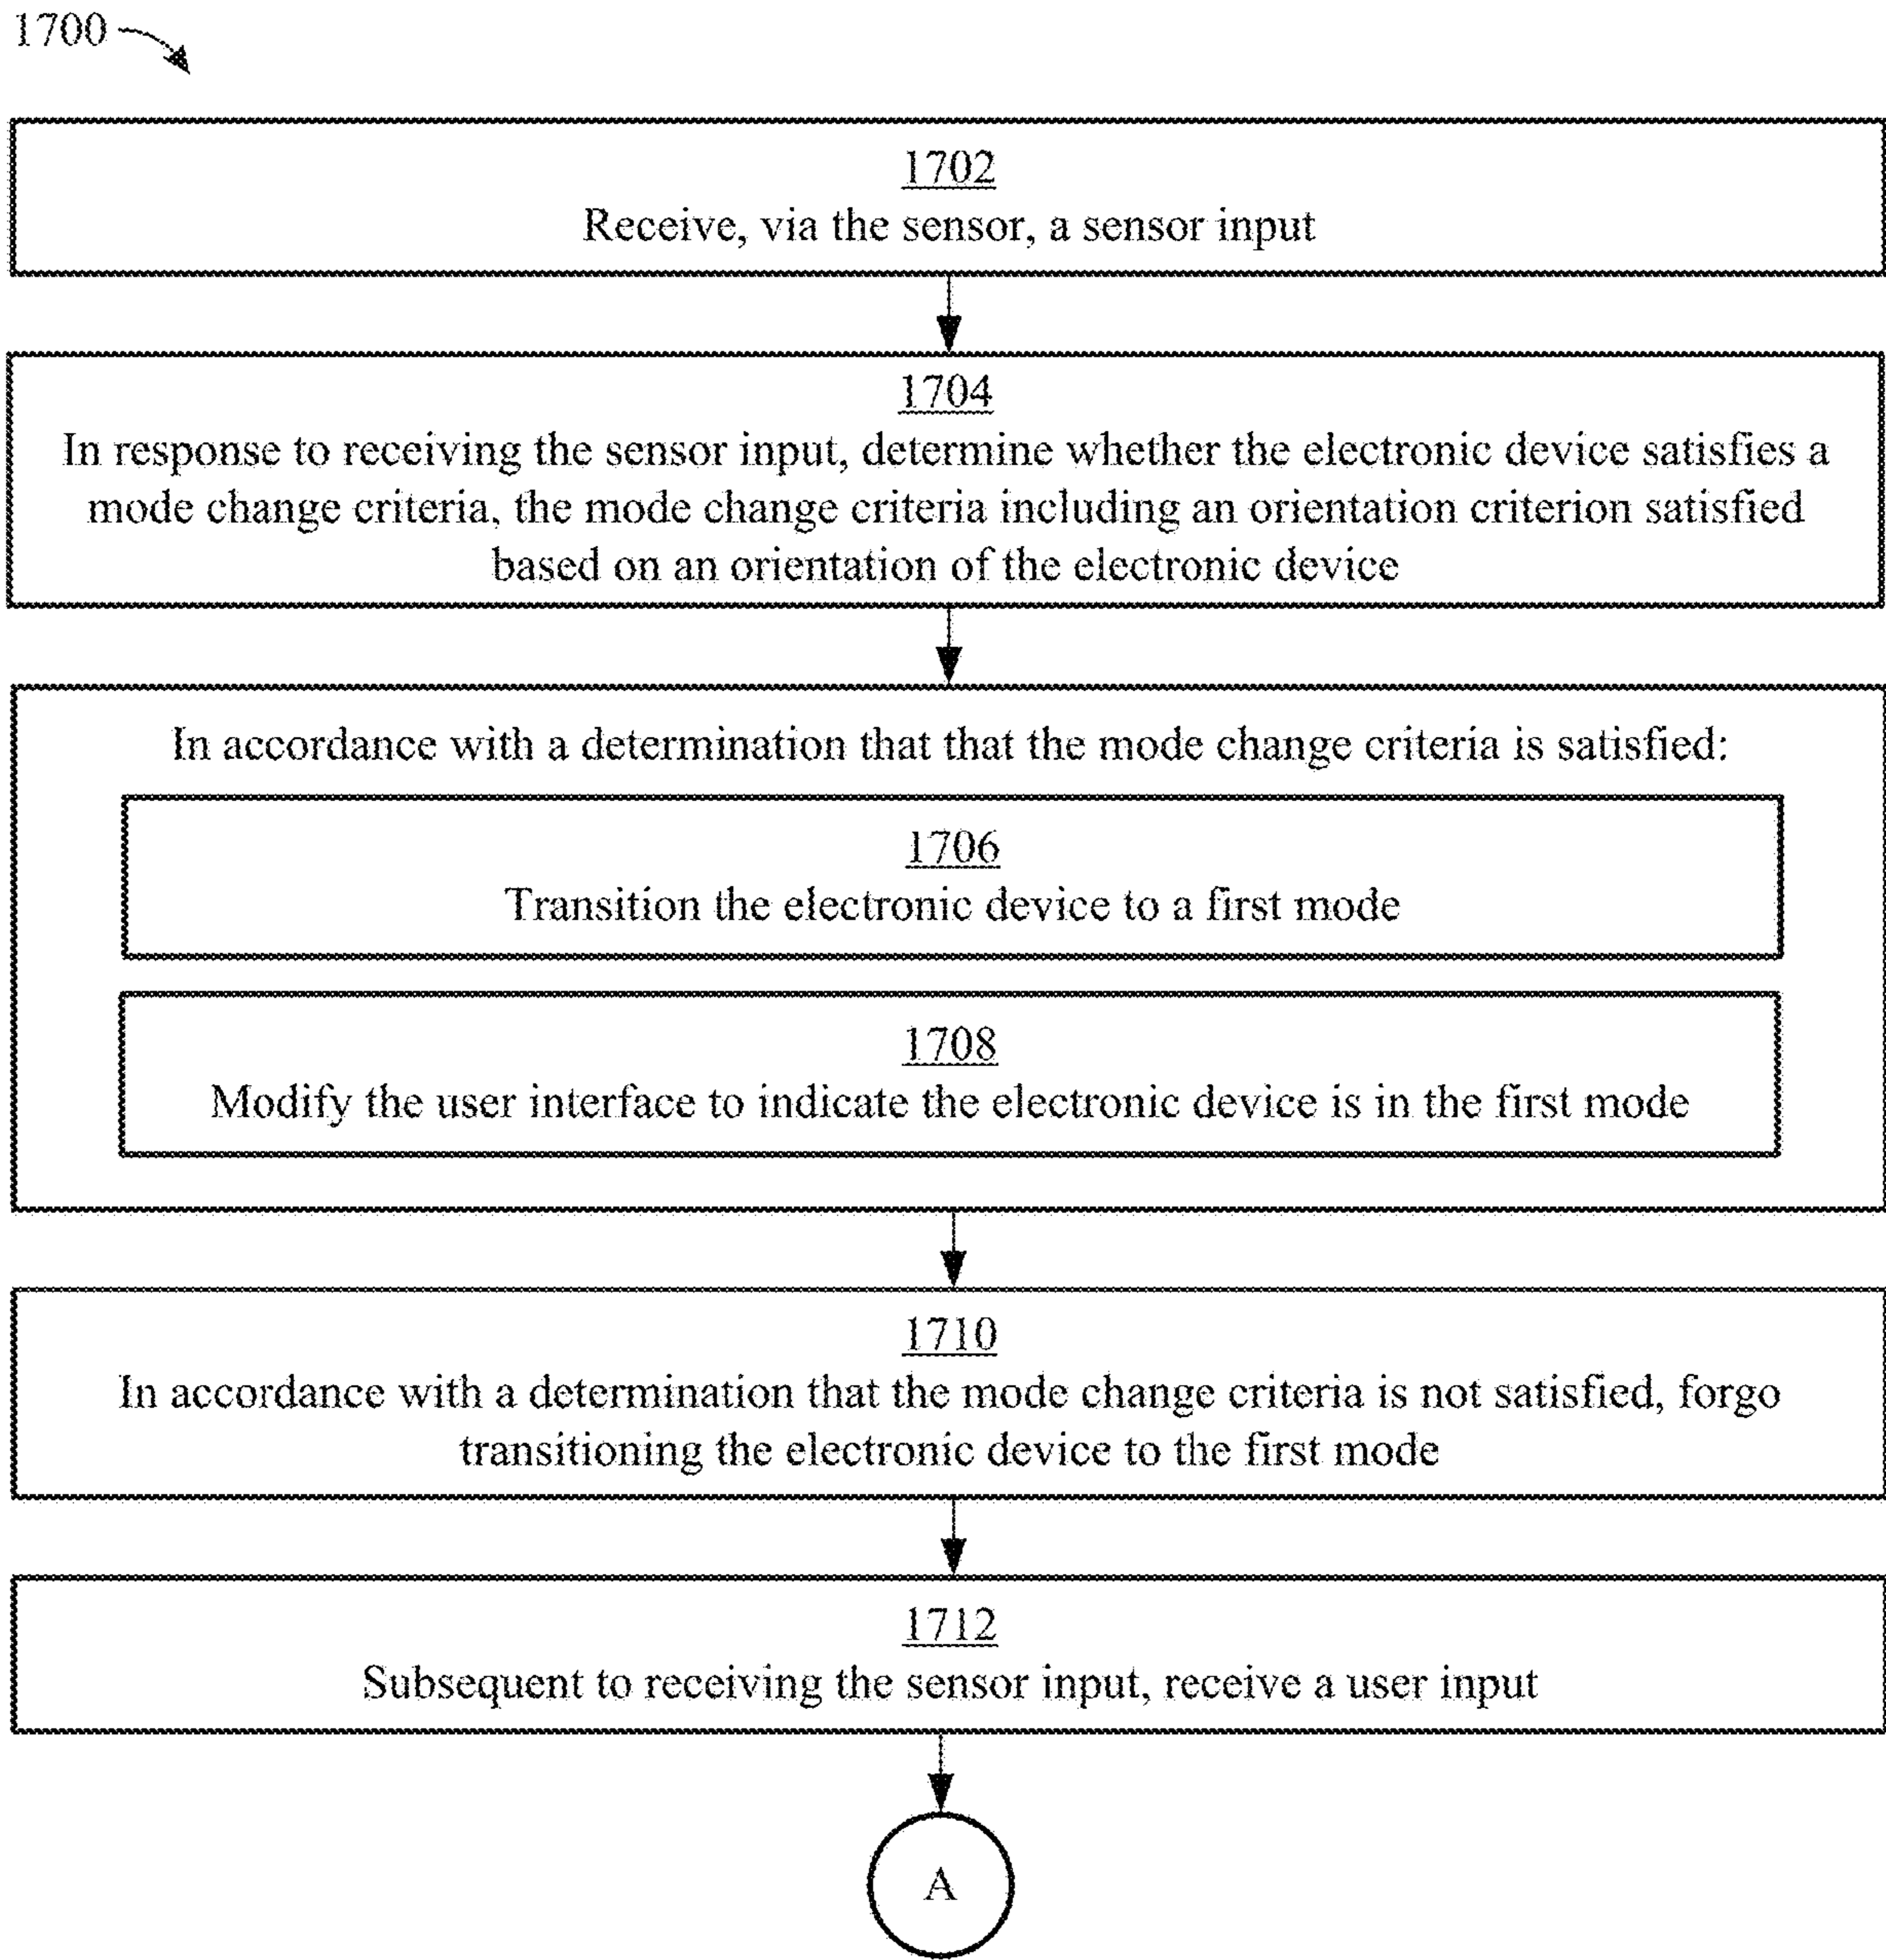 1700
1702
Receive, via the sensor, a sensor input
1704
In response to receiving the sensor input, determine whether the electronic device satisfies a
mode change criteria, the mode change criteria including an orientation criterion satisfied
based on an orientation of the electronic device
In accordance with a determination that that the mode change criteria is satisfied:
1706
Transition the electronic device to a first mode
1708
Modify the user interface to indicate the electronic device is in the first mode
1710
In accordance with a determination that the mode change criteria is not satisfied, forgo
transitioning the electronic device to the first mode
1712
Subsequent to receiving the sensor input, receive a user input
A